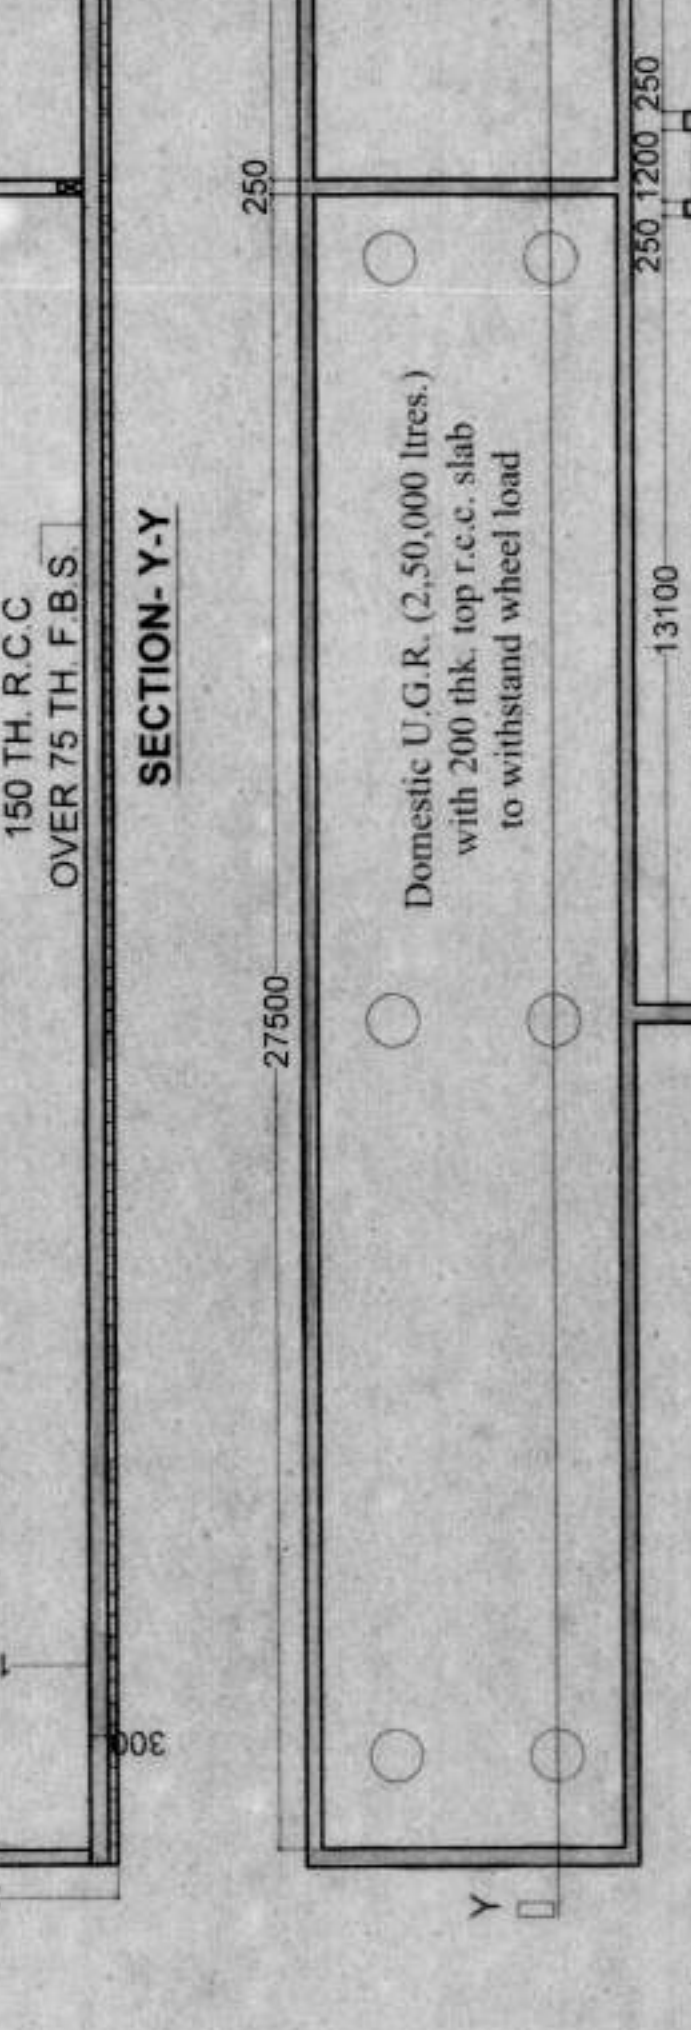 150 TH. R.C.C
OVER 75 TH. F.B.S.
SECTION- Y-Y
300
250
27500
Domestic U.G.R. (2,50,000 ltres.)
with 200 thk. top r.c.c. slab
to withstand wheel load
Y
250
1200
250
13100